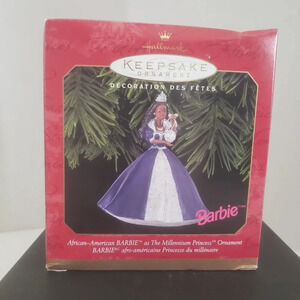 Hallmark
KEEPSAKE
ORNAMENT
DÉCORATION DES FÊTES
Barbie
African-American BARBIE™ as The Millennium Princess™ Ornament
BARBIE™ afro-américaine Princesse du millénaire